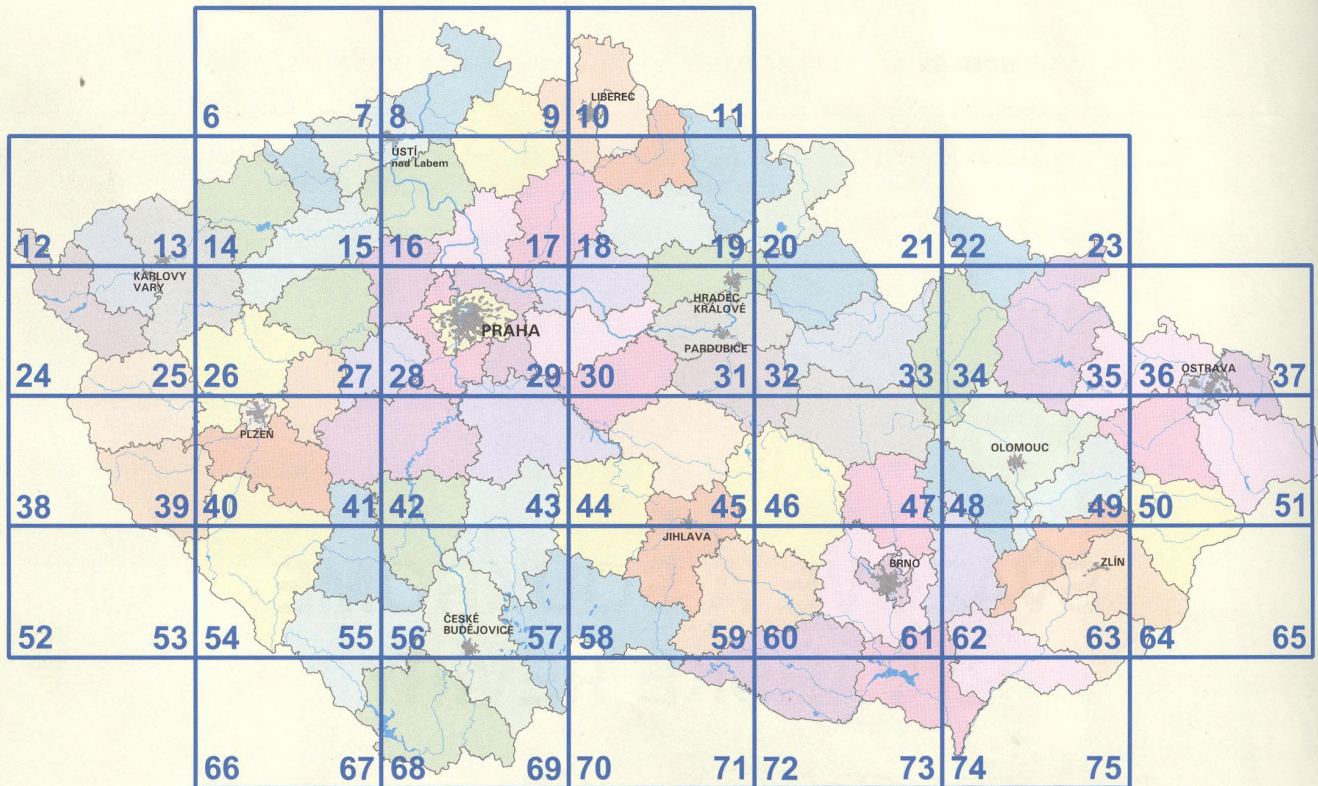 6 7 8 9 10 11
LIBEREC
ÚSTÍ
nad Labem
12 13 14 15 16 17 18 19 20 21 22 23
KARLOVY
VARY
HRADEC
KRÁLOVÉ
PRAHA
PARDUBICE
OSTRAVA
24 25 26 27 28 29 30 31 32 33 34 35 36 37
PLZEŇ
OLOMOUC
38 39 40 41 42 43 44 45 46 47 48 49 50 51
JIHLAVA
BRNO
ZLÍN
ČESKÉ
BUDĚJOVICE
52 53 54 55 56 57 58 59 60 61 62 63 64 65
66 67 68 69 70 71 72 73 74 75